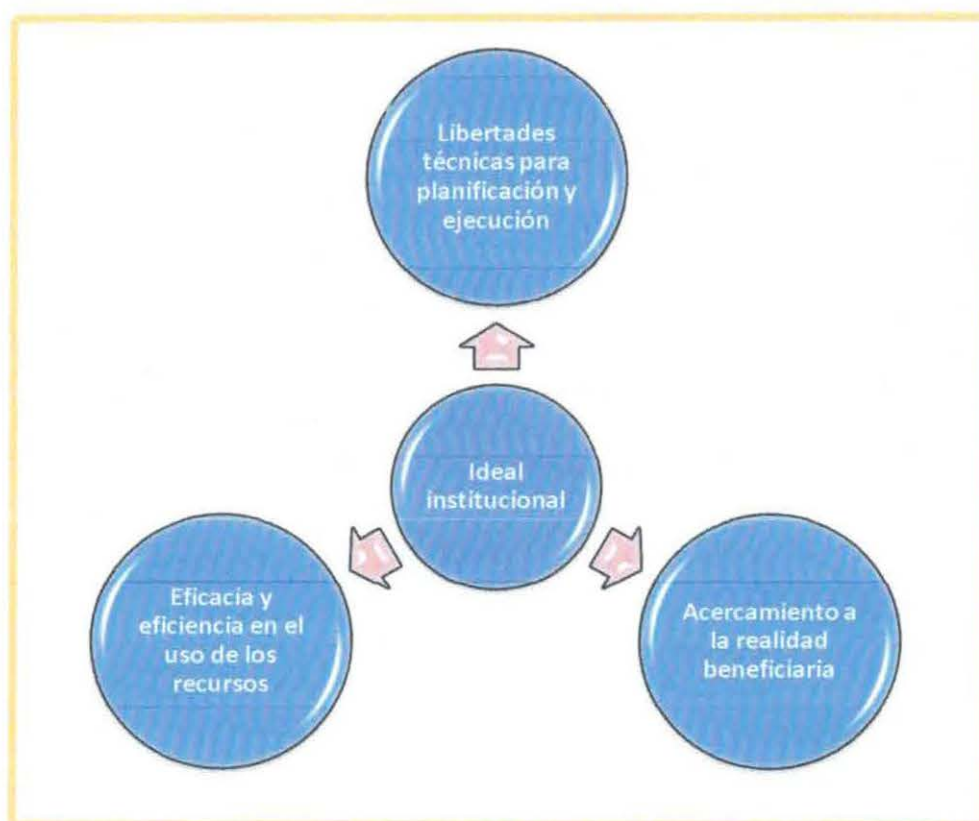 Libertades
técnicas para
planificación y
ejecución
Ideal
institucional
Eficacia y
eficiencia en el
uso de los
recursos
Acercamiento a
la realidad
beneficiaria